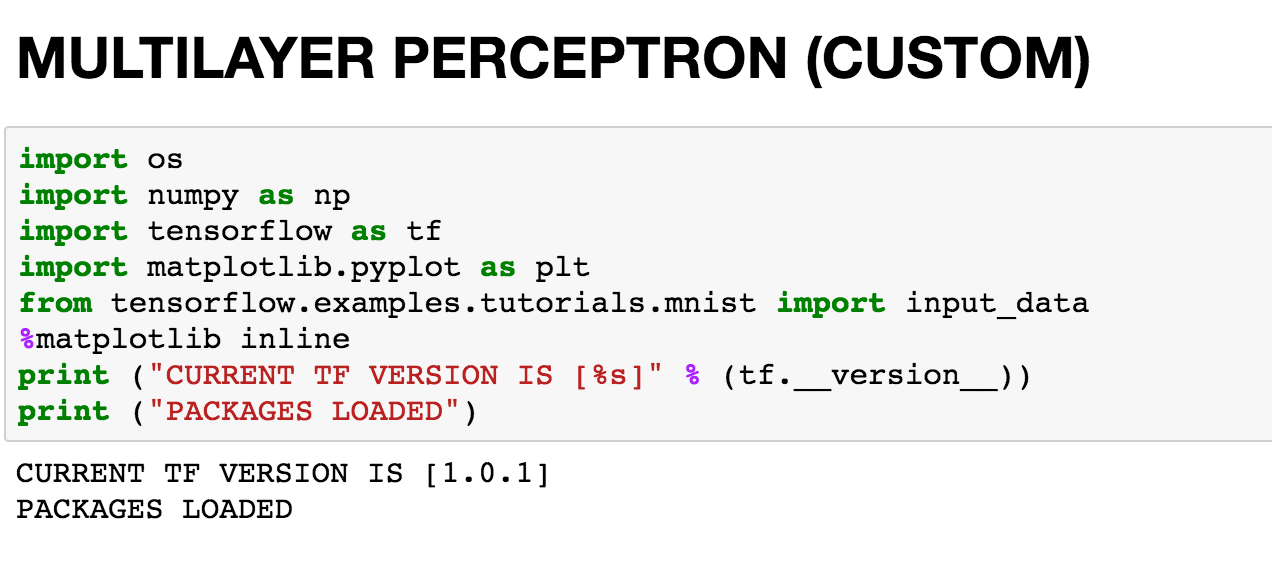 MULTILAYER PERCEPTRON (CUSTOM)
import os
import numpy as np
import tensorflow as tf
import matplotlib.pyplot as plt
from tensorflow.examples.tutorials.mnist import input_data
%matplotlib inline
print ("CURRENT TF VERSION IS [%s]" % (tf.__version__))
print ("PACKAGES LOADED")
CURRENT TF VERSION IS [1.0.1]
PACKAGES LOADED